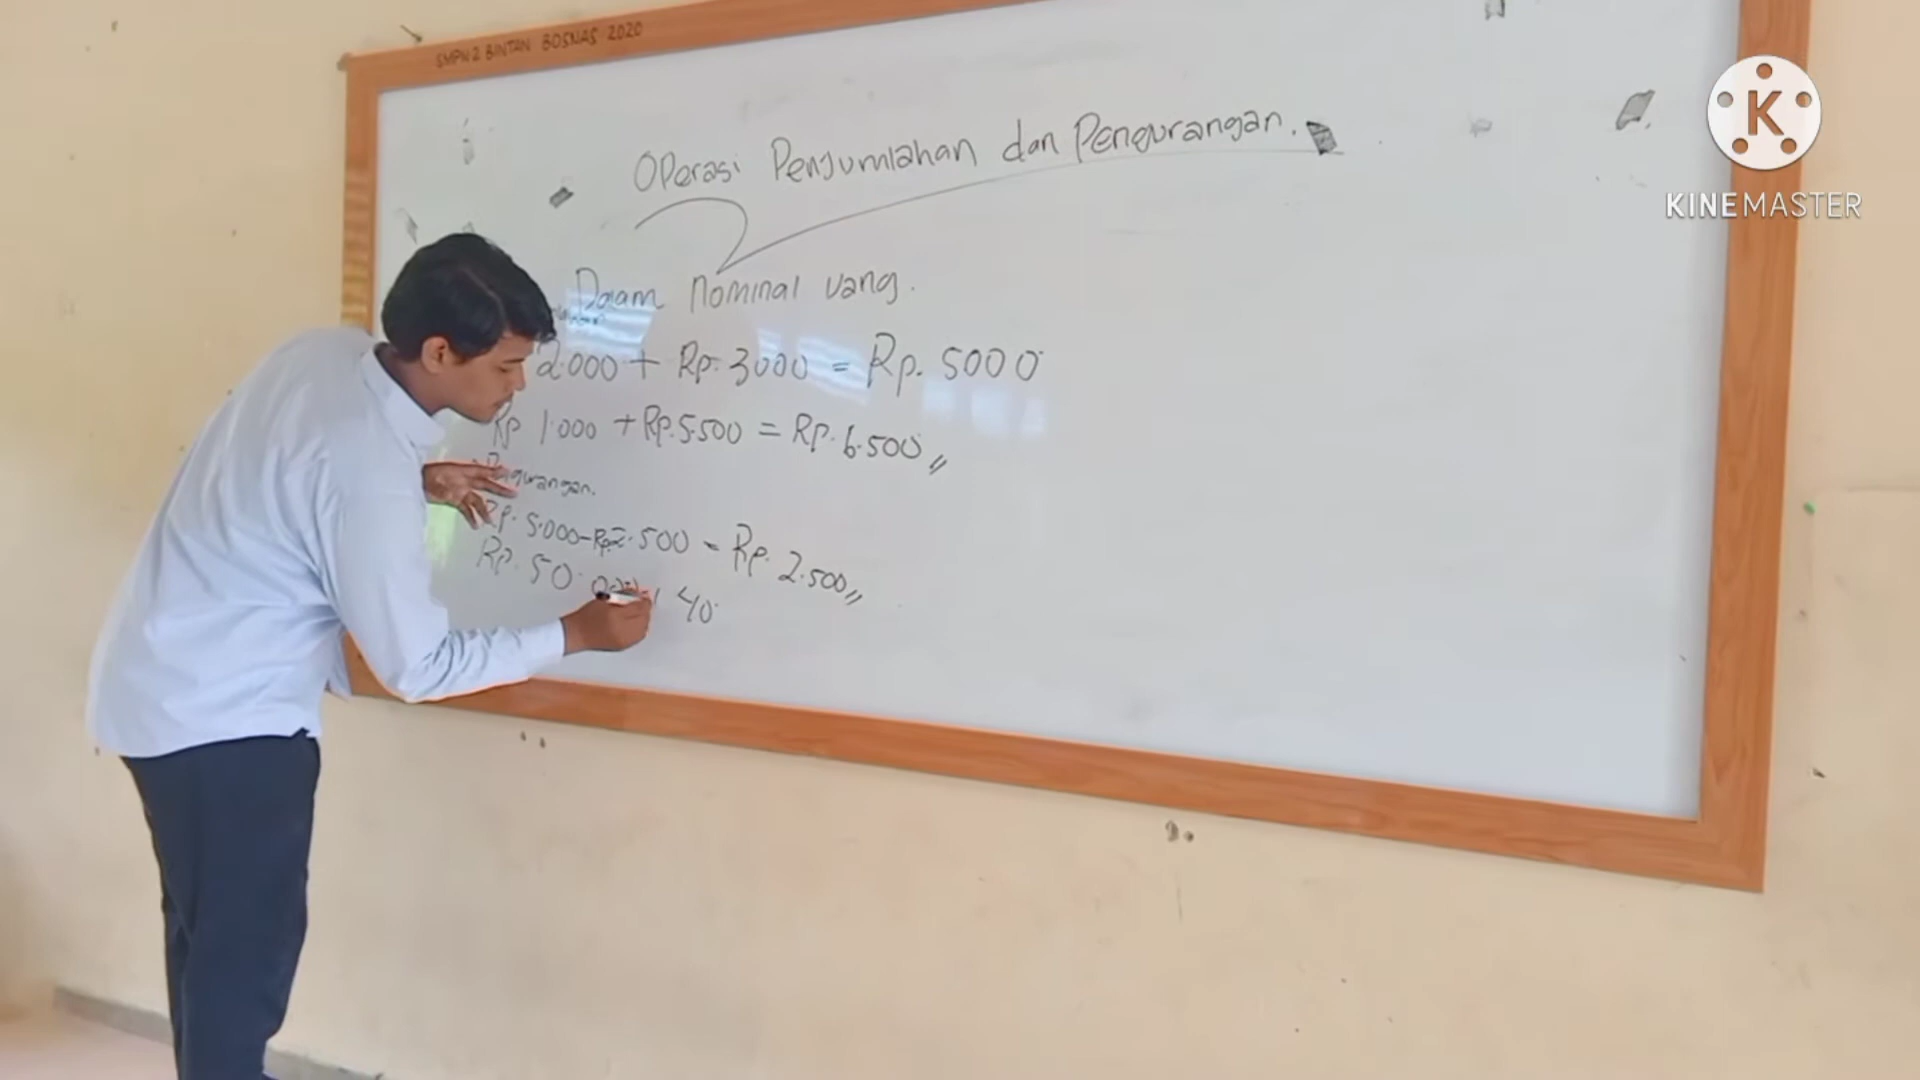 SMPN 2 BINTAN BOSNAS 2020
Operasi Penjumlahan dan Pengurangan.
Dalam nominal uang.
2.000 + Rp. 3000 = Rp. 5000
Rp 1.000 + Rp. 5.500 = Rp. 6.500,,
Pengurangan.
Rp. 5.000 - Rp 2.500 = Rp. 2.500,,
Rp. 50. 40.
K
KINEMASTER